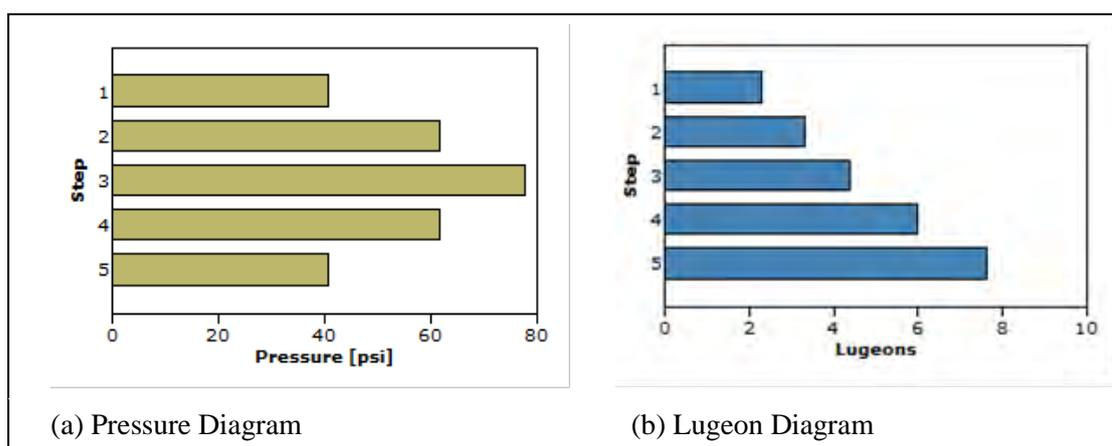 Step
1
2
3
4
5
0 20 40 60 80
Pressure [psi]
(a) Pressure Diagram
Step
1
2
3
4
5
0 2 4 6 8 10
Lugeons
(b) Lugeon Diagram